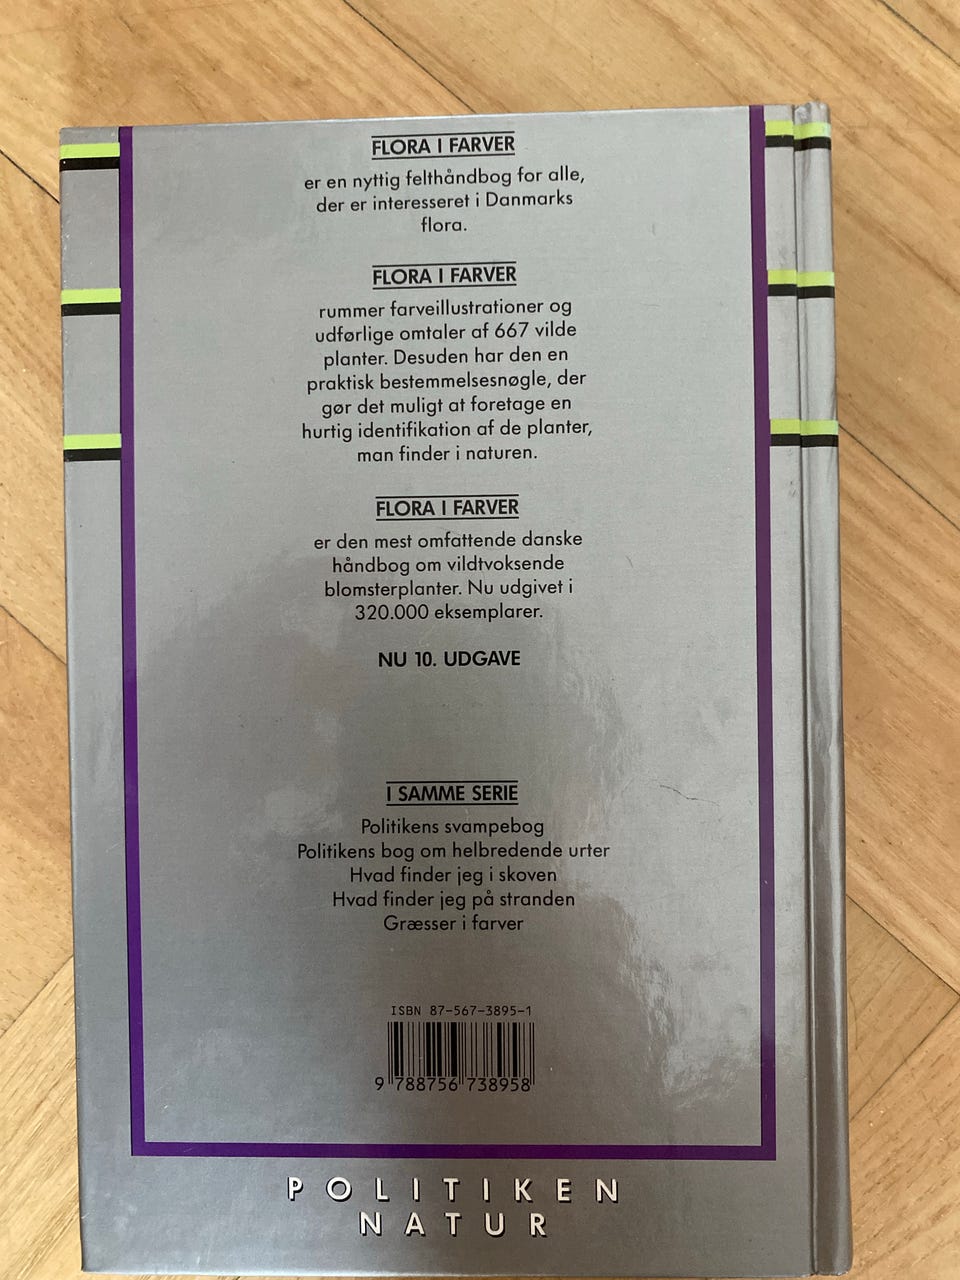 FLORA I FARVER
er en nyttig felthåndbog for alle,
der er interesseret i Danmarks
flora.
FLORA I FARVER
rummer farveillustrationer og
udførlige omtaler af 667 vilde
planter. Desuden har den en
praktisk bestemmelsesnøgle, der
gør det muligt at foretage en
hurtig identifikation af de planter,
man finder i naturen.
FLORA I FARVER
er den mest omfattende danske
håndbog om vildtvoksende
blomsterplanter. Nu udgivet i
320.000 eksemplarer.
NU 10. UDGAVE
I SAMME SERIE
Politikens svampebog
Politikens bog om helbredende urter
Hvad finder jeg i skoven
Hvad finder jeg på stranden
Græsser i farver
ISBN 87-567-3895-1
9 788756 738958
POLITIKEN
NATUR